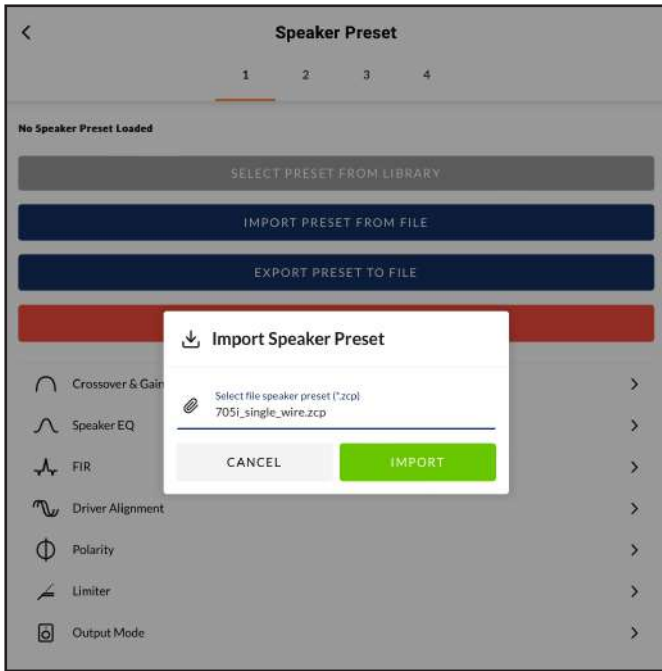 Speaker Preset
1 2 3 4
No Speaker Preset Loaded
SELECT PRESET FROM LIBRARY
IMPORT PRESET FROM FILE
EXPORT PRESET TO FILE
Import Speaker Preset
Select file speaker preset (*.zcp)
705i_single_wire.zcp
CANCEL IMPORT
Crossover & Gain
Speaker EQ
FIR
Driver Alignment
Polarity
Limiter
Output Mode